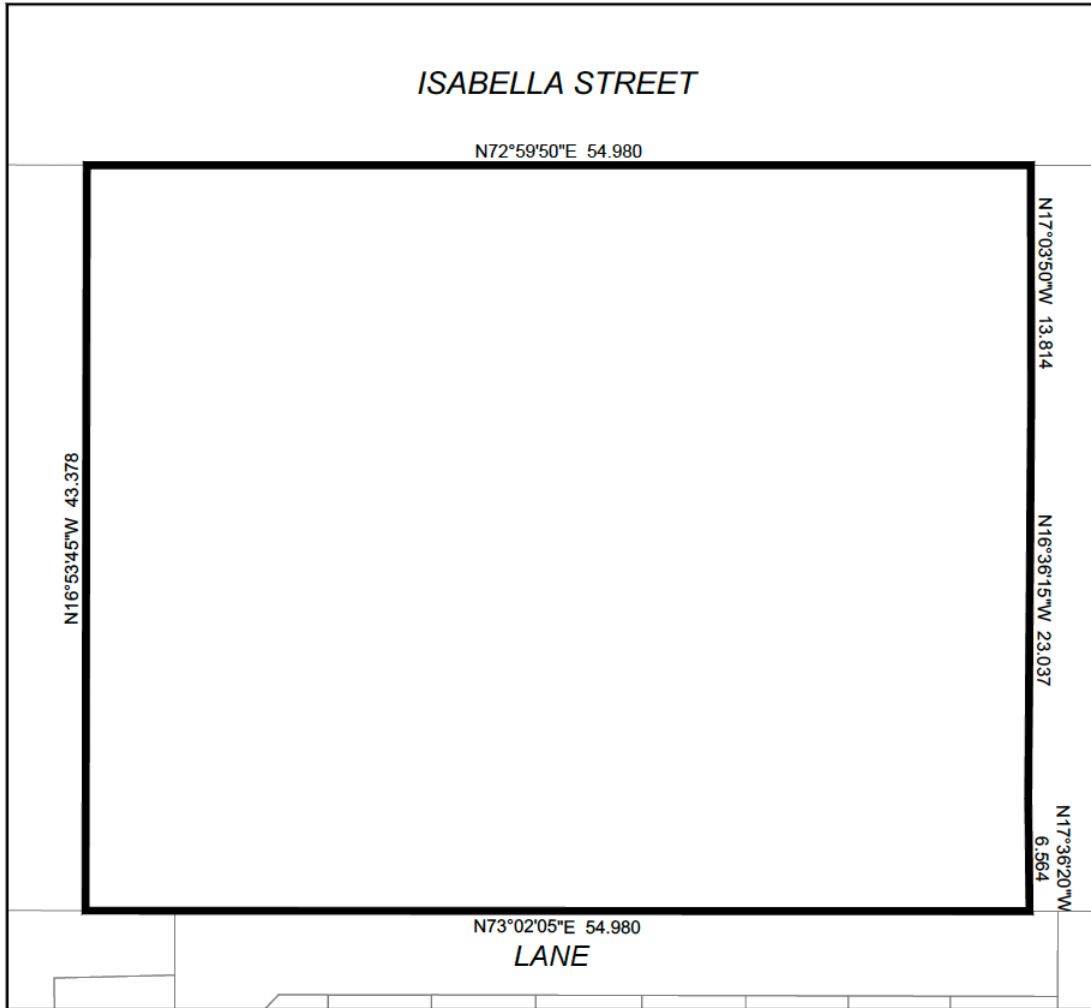 ISABELLA STREET
N72°59'50"E 54.980
N17°03'50"W 13.814
N16°53'45"W 43.378
N16°36'15"W 23.037
N17°36'20"W
6.564
N73°02'05"E 54.980
LANE